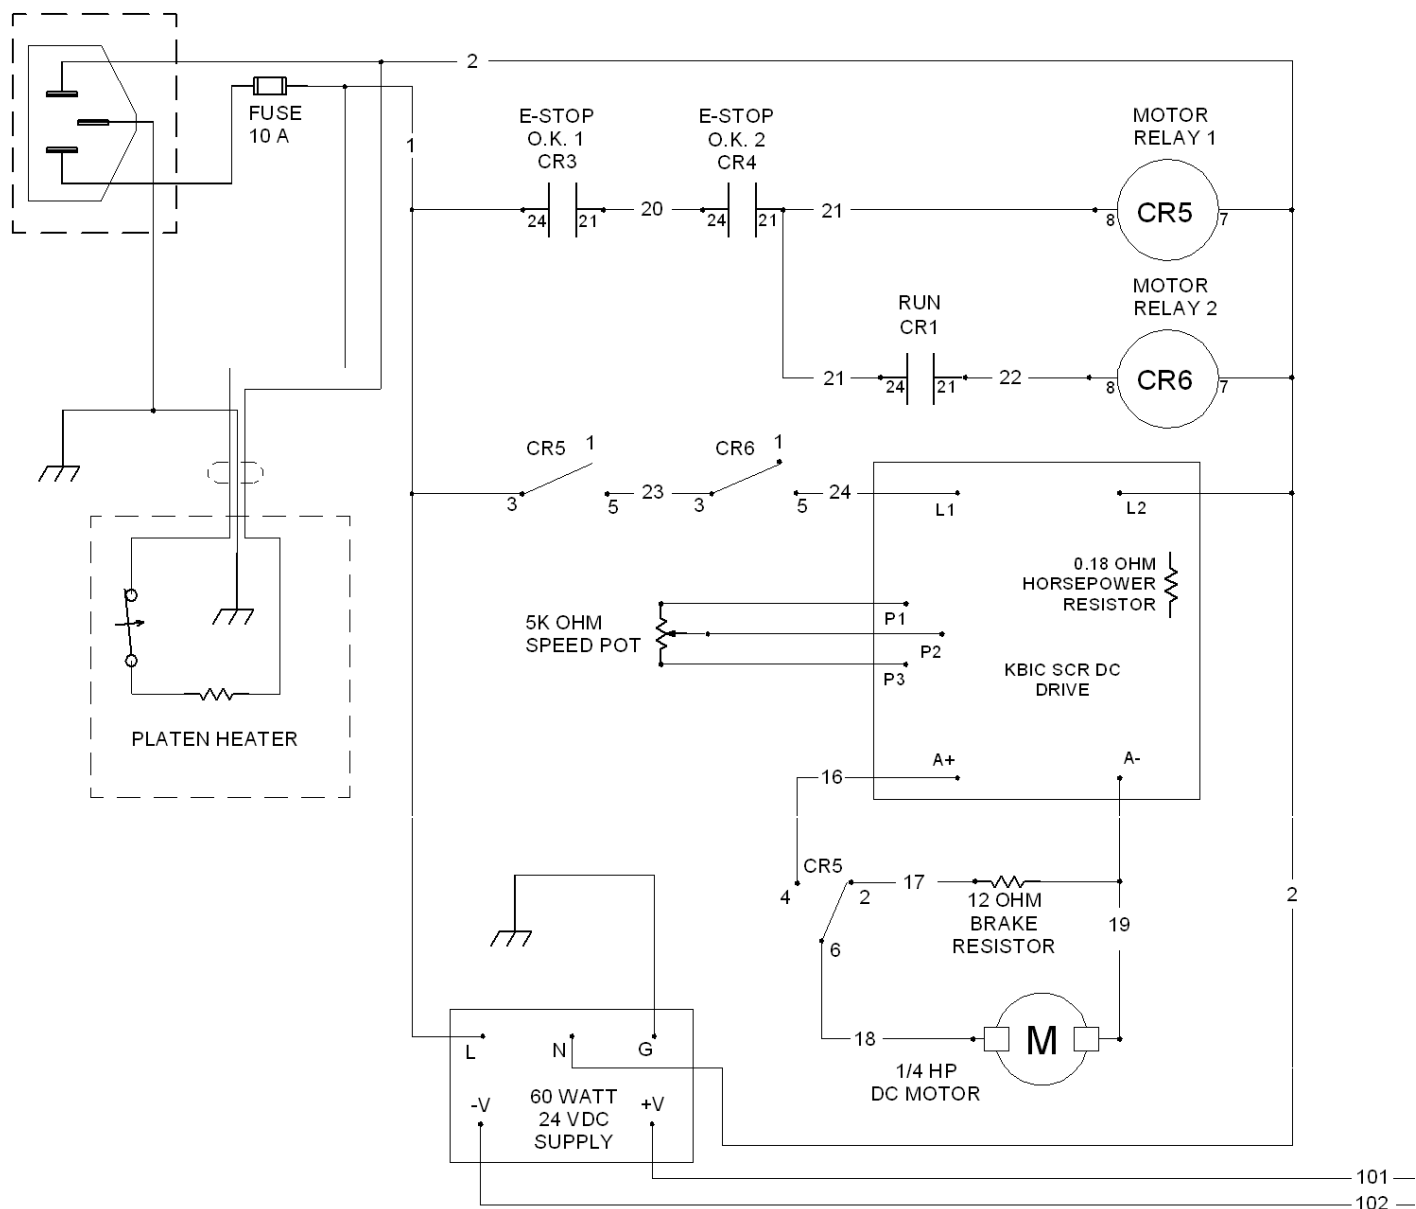 2
FUSE
10 A
1
E-STOP
O.K. 1
CR3
24
21
20
E-STOP
O.K. 2
CR4
24
21
21
MOTOR
RELAY 1
8
CR5
7
RUN
CR1
21
24
21
22
MOTOR
RELAY 2
8
CR6
7
CR5
1
3
5
23
CR6
1
3
5
24
L1
L2
0.18 OHM
HORSEPOWER
RESISTOR
5K OHM
SPEED POT
P1
P2
P3
KBIC SCR DC
DRIVE
PLATEN HEATER
A+
A-
16
CR5
4
2
6
17
12 OHM
BRAKE
RESISTOR
19
2
18
M
1/4 HP
DC MOTOR
L
N
G
-V
60 WATT
24 VDC
SUPPLY
+V
101
102